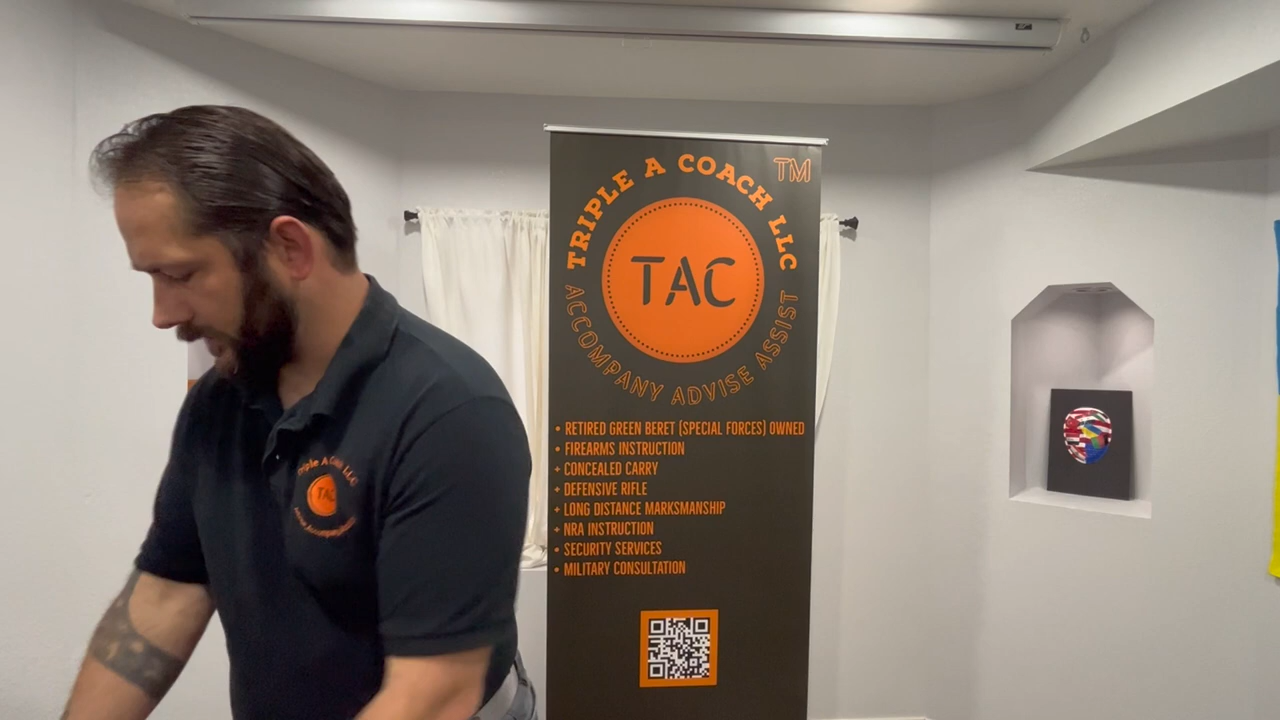 TRIPLE A COACH LLC
TM
TAC
ACCOMPANY ADVISE ASSIST
• RETIRED GREEN BERET (SPECIAL FORCES) OWNED
• FIREARMS INSTRUCTION
+ CONCEALED CARRY
+ DEFENSIVE RIFLE
+ LONG DISTANCE MARKSMANSHIP
+ NRA INSTRUCTION
• SECURITY SERVICES
• MILITARY CONSULTATION
Triple A Coach LLC
TAC